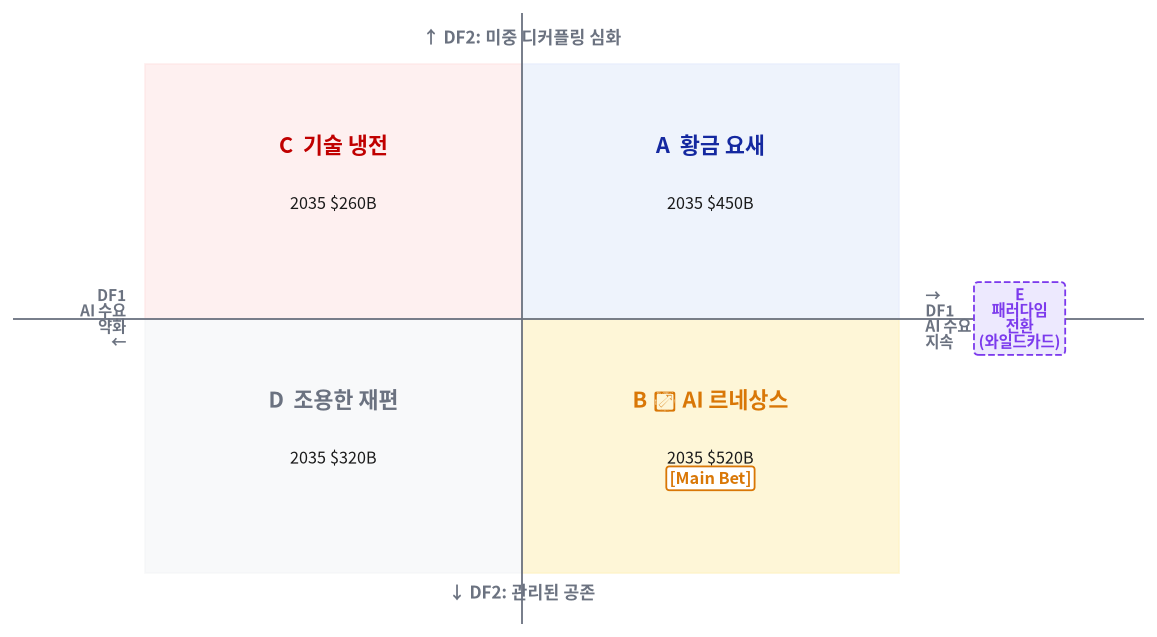 ↑ DF2: 미중 디커플링 심화
C 기술 냉전
2035 $260B
A 황금 요새
2035 $450B
DF1
AI 수요
약화
←
→
DF1
AI 수요
지속
E
패러다임
전환
(와일드카드)
D 조용한 재편
2035 $320B
B AI 르네상스
2035 $520B
[Main Bet]
↓ DF2: 관리된 공존